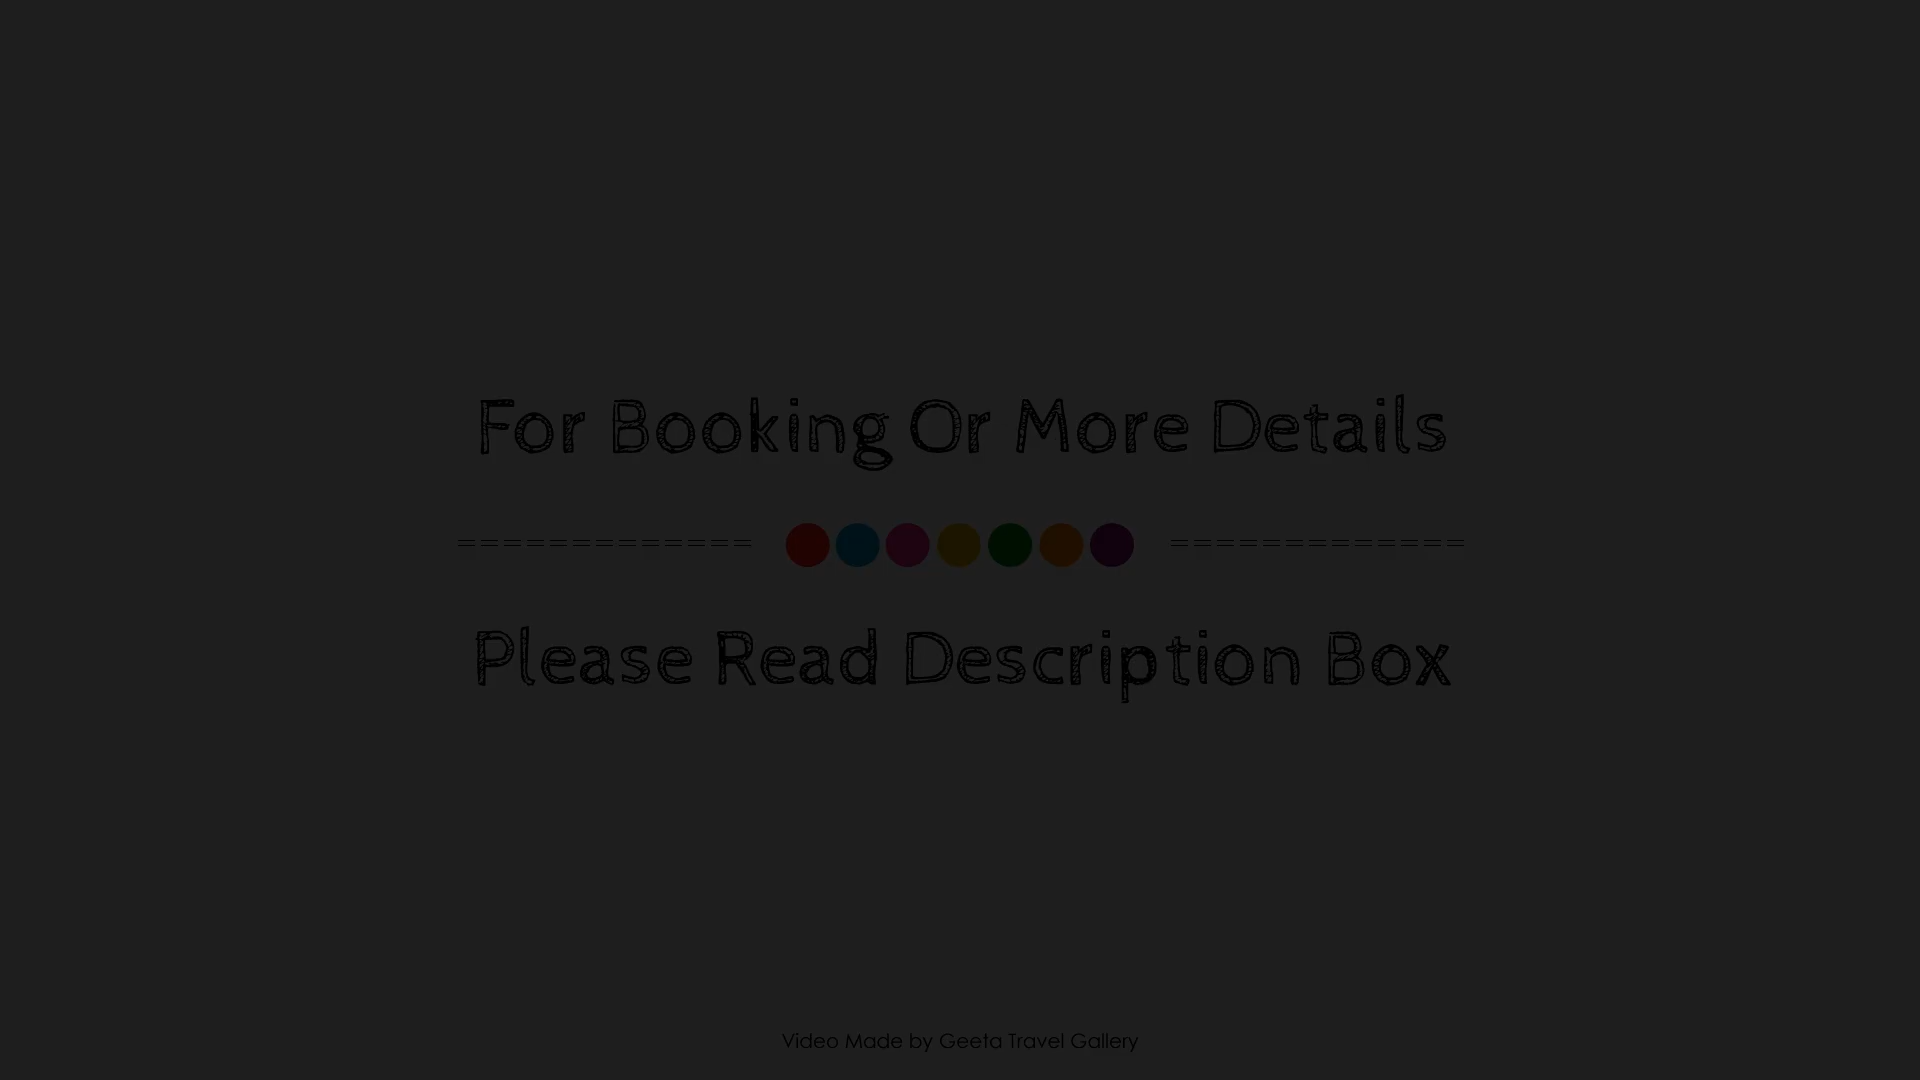 For Booking Or More Details
============= =============
Please Read Description Box
Video Made by Geeta Travel Gallery